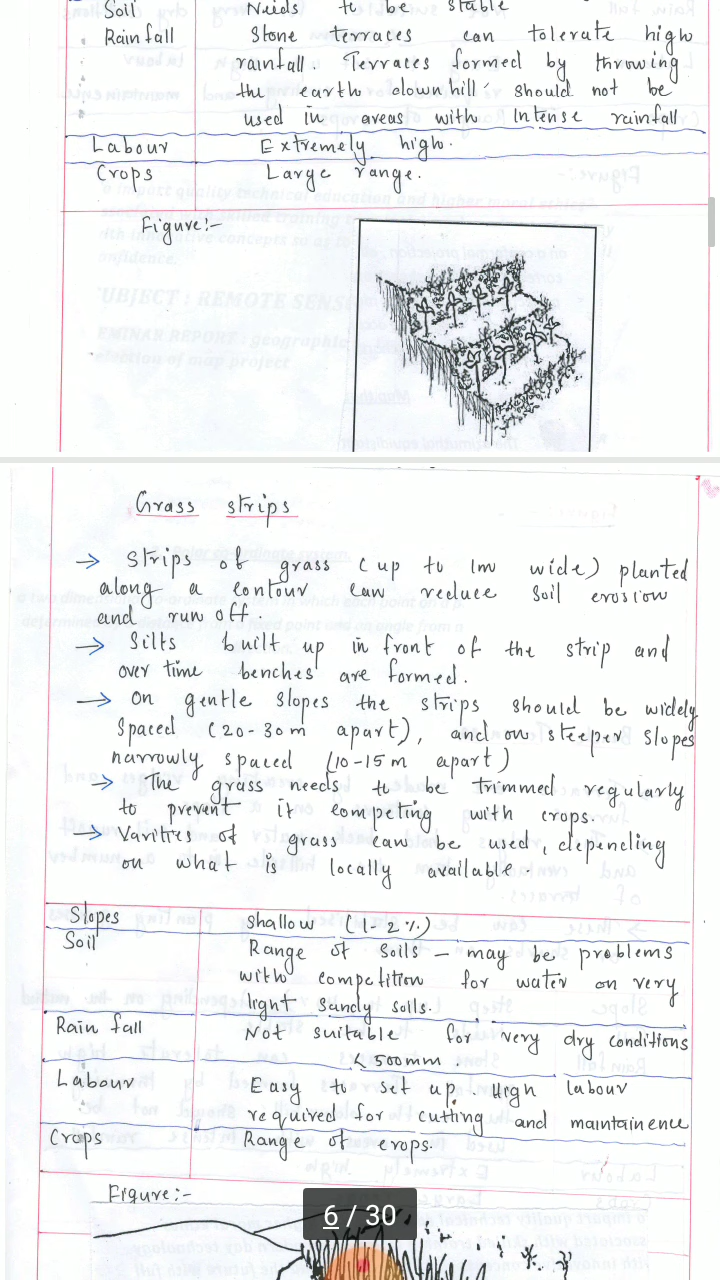 Soil Needs to be stable
Rainfall Stone terraces can tolerate high
rainfall. Terraces formed by throwing
the earth downhill should not be
used in areas with Intense rainfall
Labour Extremely high.
Crops Large range.
Figure:-
Grass strips
→ Strips of grass (up to 1m wide) planted
along a contour can reduce soil erosion
and run off.
→ Silts built up in front of the strip and
over time benches are formed.
→ On gentle slopes the strips should be widely
spaced (20-30m apart), and on steeper slopes
narrowly spaced (10-15m apart)
→ The grass needs to be trimmed regularly
to prevent it competing with crops.
→ Varities of grass can be used, depending
on what is locally available.
Slopes Shallow (1-2%)
Soil Range of soils - may be problems
with competition for water on very
light sandy soils.
Rain fall Not suitable for very dry conditions
<500mm.
Labour Easy to set up. High labour
required for cutting and maintainence
Crops Range of crops.
Figure:-
6 / 30